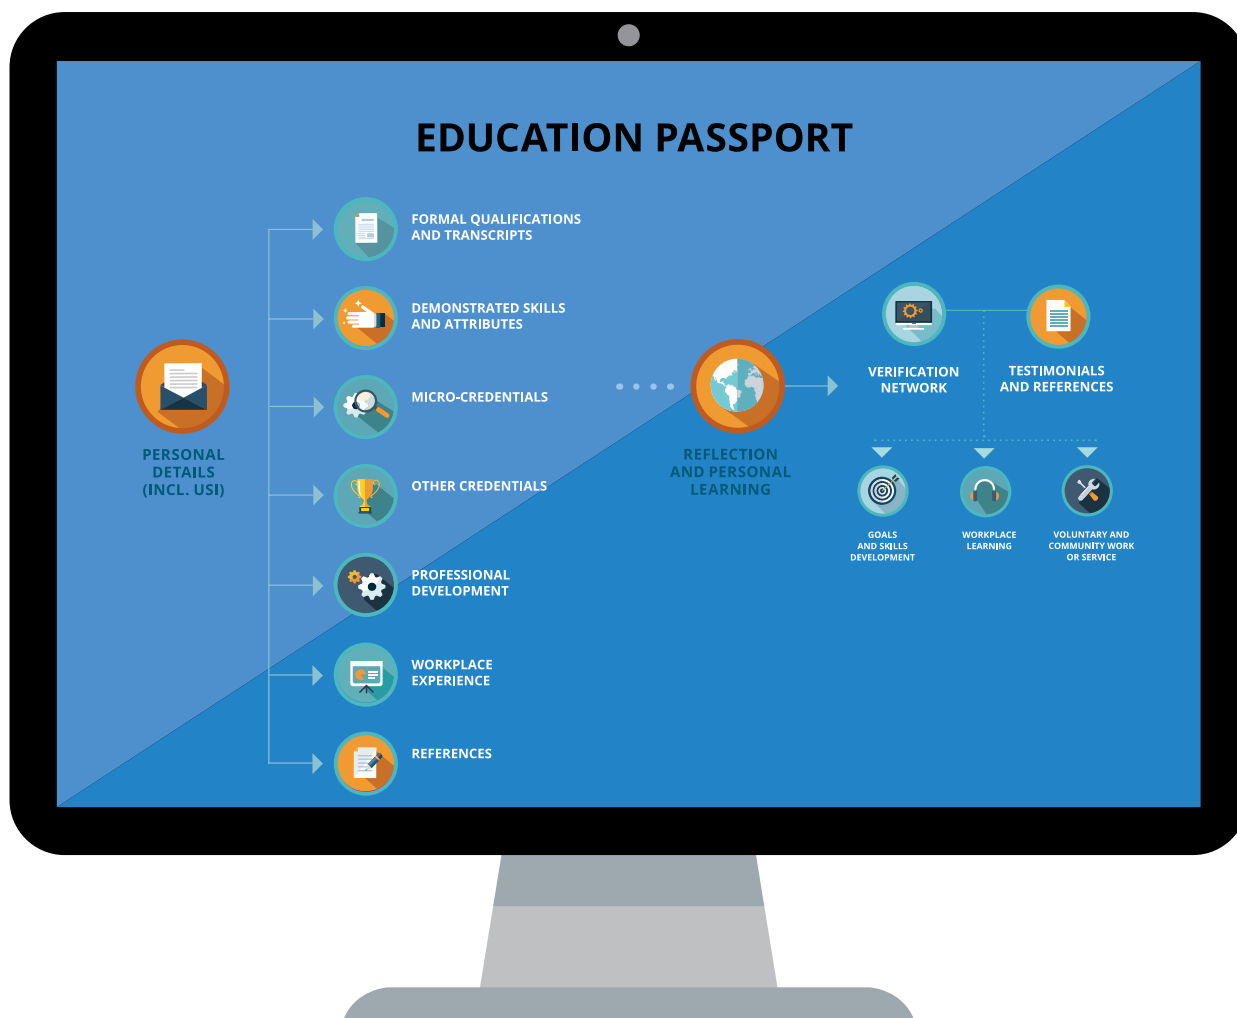 EDUCATION PASSPORT
PERSONAL
DETAILS
(INCL. USI)
FORMAL QUALIFICATIONS
AND TRANSCRIPTS
DEMONSTRATED SKILLS
AND ATTRIBUTES
MICRO-CREDENTIALS
OTHER CREDENTIALS
PROFESSIONAL
DEVELOPMENT
WORKPLACE
EXPERIENCE
REFERENCES
REFLECTION
AND PERSONAL
LEARNING
VERIFICATION
NETWORK
TESTIMONIALS
AND REFERENCES
GOALS
AND SKILLS
DEVELOPMENT
WORKPLACE
LEARNING
VOLUNTARY AND
COMMUNITY WORK
OR SERVICE